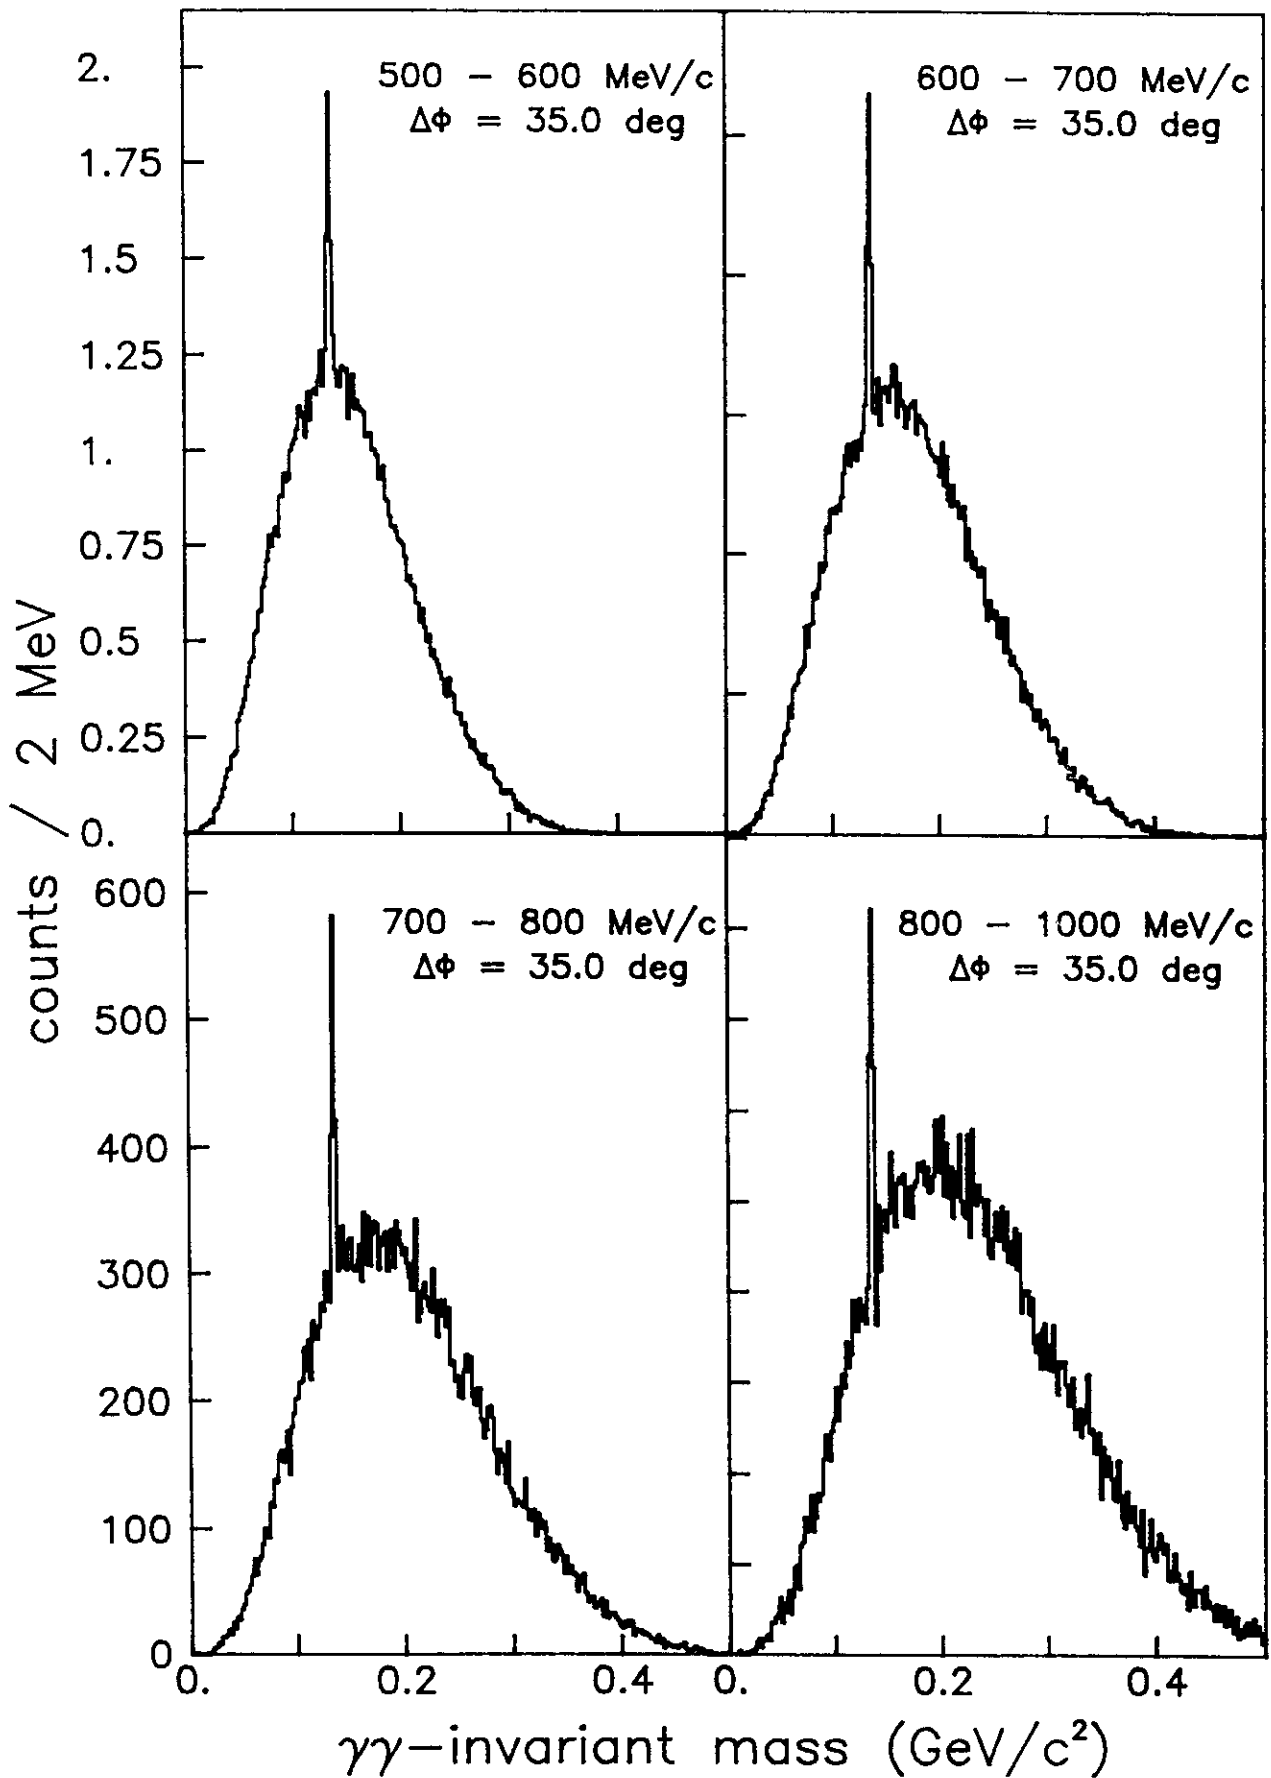 500 – 600 MeV/c
ΔΦ = 35.0 deg
600 – 700 MeV/c
ΔΦ = 35.0 deg
2.
1.75
1.5
1.25
1.
0.75
0.5
0.25
0.
700 – 800 MeV/c
ΔΦ = 35.0 deg
800 – 1000 MeV/c
ΔΦ = 35.0 deg
600
500
400
300
200
100
0
0. 0.2 0.4 0. 0.2 0.4
counts / 2 MeV
γγ–invariant mass (GeV/c²)